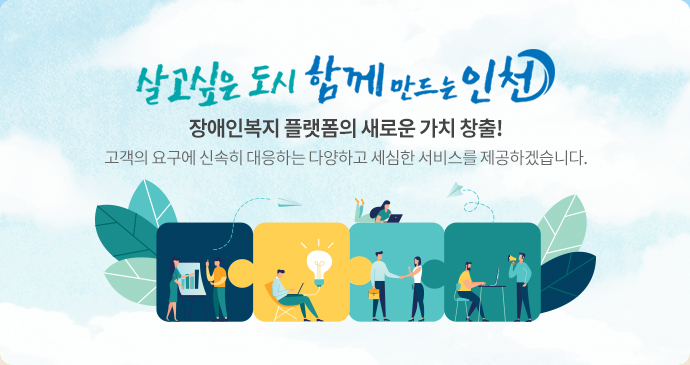 살고싶은 도시 함께 만드는 인천
장애인복지 플랫폼의 새로운 가치 창출!
고객의 요구에 신속히 대응하는 다양하고 세심한 서비스를 제공하겠습니다.